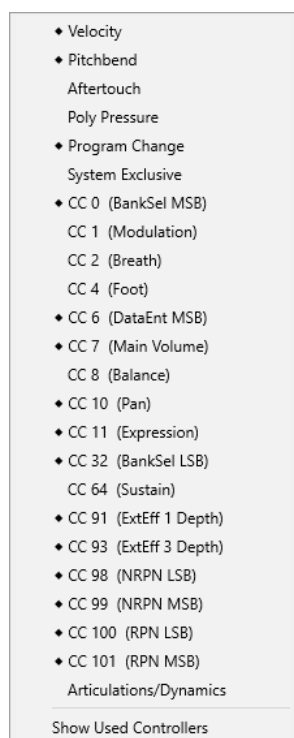 ◆ Velocity
◆ Pitchbend
Aftertouch
Poly Pressure
◆ Program Change
System Exclusive
◆ CC 0 (BankSel MSB)
CC 1 (Modulation)
CC 2 (Breath)
CC 4 (Foot)
◆ CC 6 (DataEnt MSB)
◆ CC 7 (Main Volume)
CC 8 (Balance)
◆ CC 10 (Pan)
◆ CC 11 (Expression)
◆ CC 32 (BankSel LSB)
CC 64 (Sustain)
◆ CC 91 (ExtEff 1 Depth)
◆ CC 93 (ExtEff 3 Depth)
◆ CC 98 (NRPN LSB)
◆ CC 99 (NRPN MSB)
◆ CC 100 (RPN LSB)
◆ CC 101 (RPN MSB)
Articulations/Dynamics
Show Used Controllers